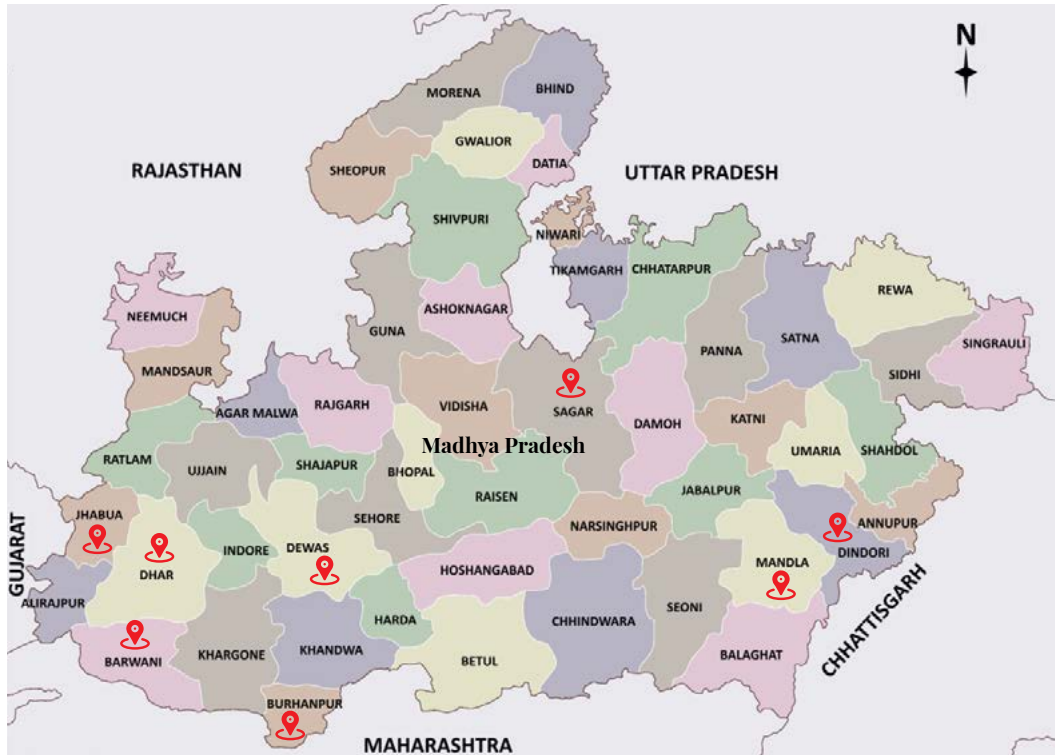 N
MORENA
BHIND
GWALIOR
RAJASTHAN
SHEOPUR
DATIA
UTTAR PRADESH
SHIVPURI
NIWARI
TIKAMGARH
CHHATARPUR
REWA
NEEMUCH
ASHOKNAGAR
GUNA
PANNA
SATNA
SINGRAULI
MANDSAUR
SIDHI
AGAR MALWA
RAJGARH
VIDISHA
SAGAR
DAMOH
KATNI
Madhya Pradesh
UMARIA
SHAHDOL
RATLAM
UJJAIN
SHAJAPUR
BHOPAL
RAISEN
JABALPUR
JHABUA
SEHORE
NARSINGHPUR
ANNUPUR
GUJARAT
INDORE
DEWAS
DINDORI
DHAR
HOSHANGABAD
MANDLA
ALIRAJPUR
SEONI
HARDA
CHHINDWARA
CHHATTISGARH
BARWANI
KHARGONE
KHANDWA
BETUL
BALAGHAT
BURHANPUR
MAHARASHTRA